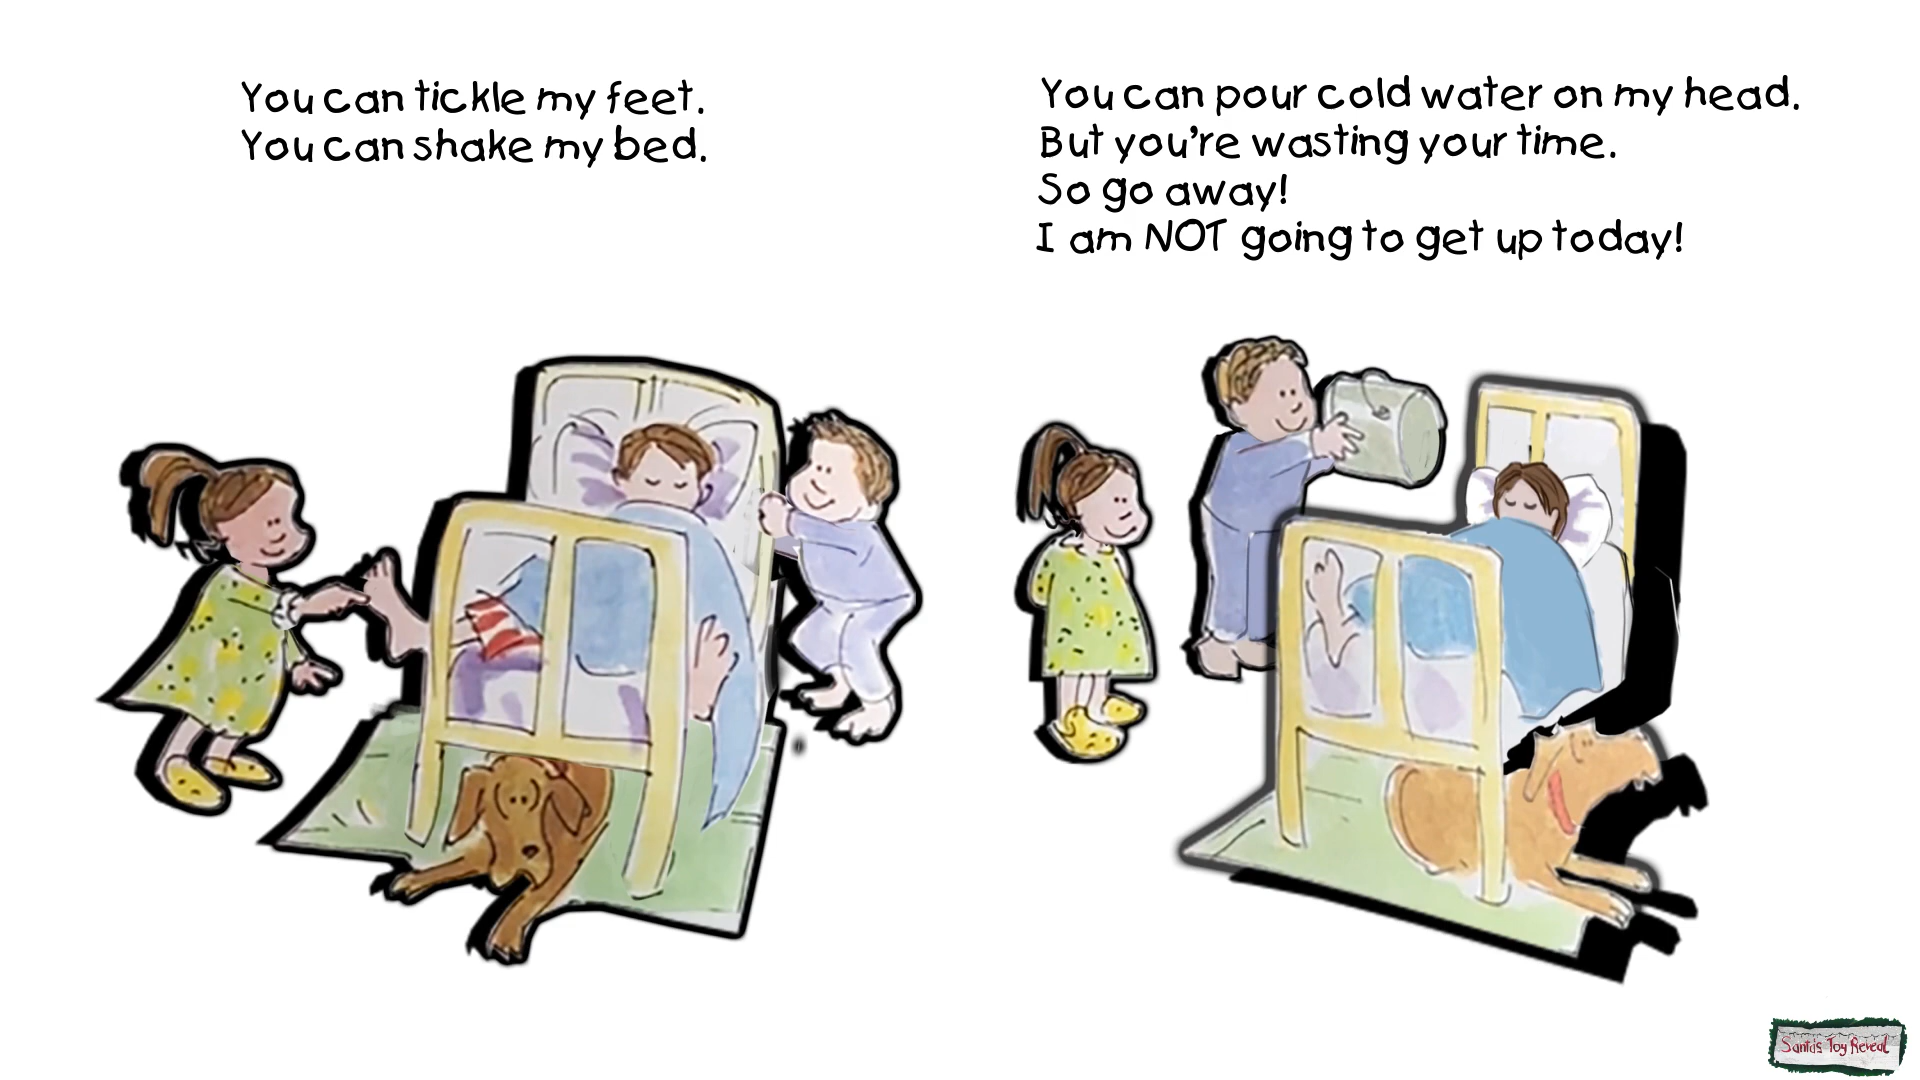 You can tickle my feet.
You can shake my bed.
You can pour cold water on my head.
But you're wasting your time.
So go away!
I am NOT going to get up today!
Santa's Toy Reveal